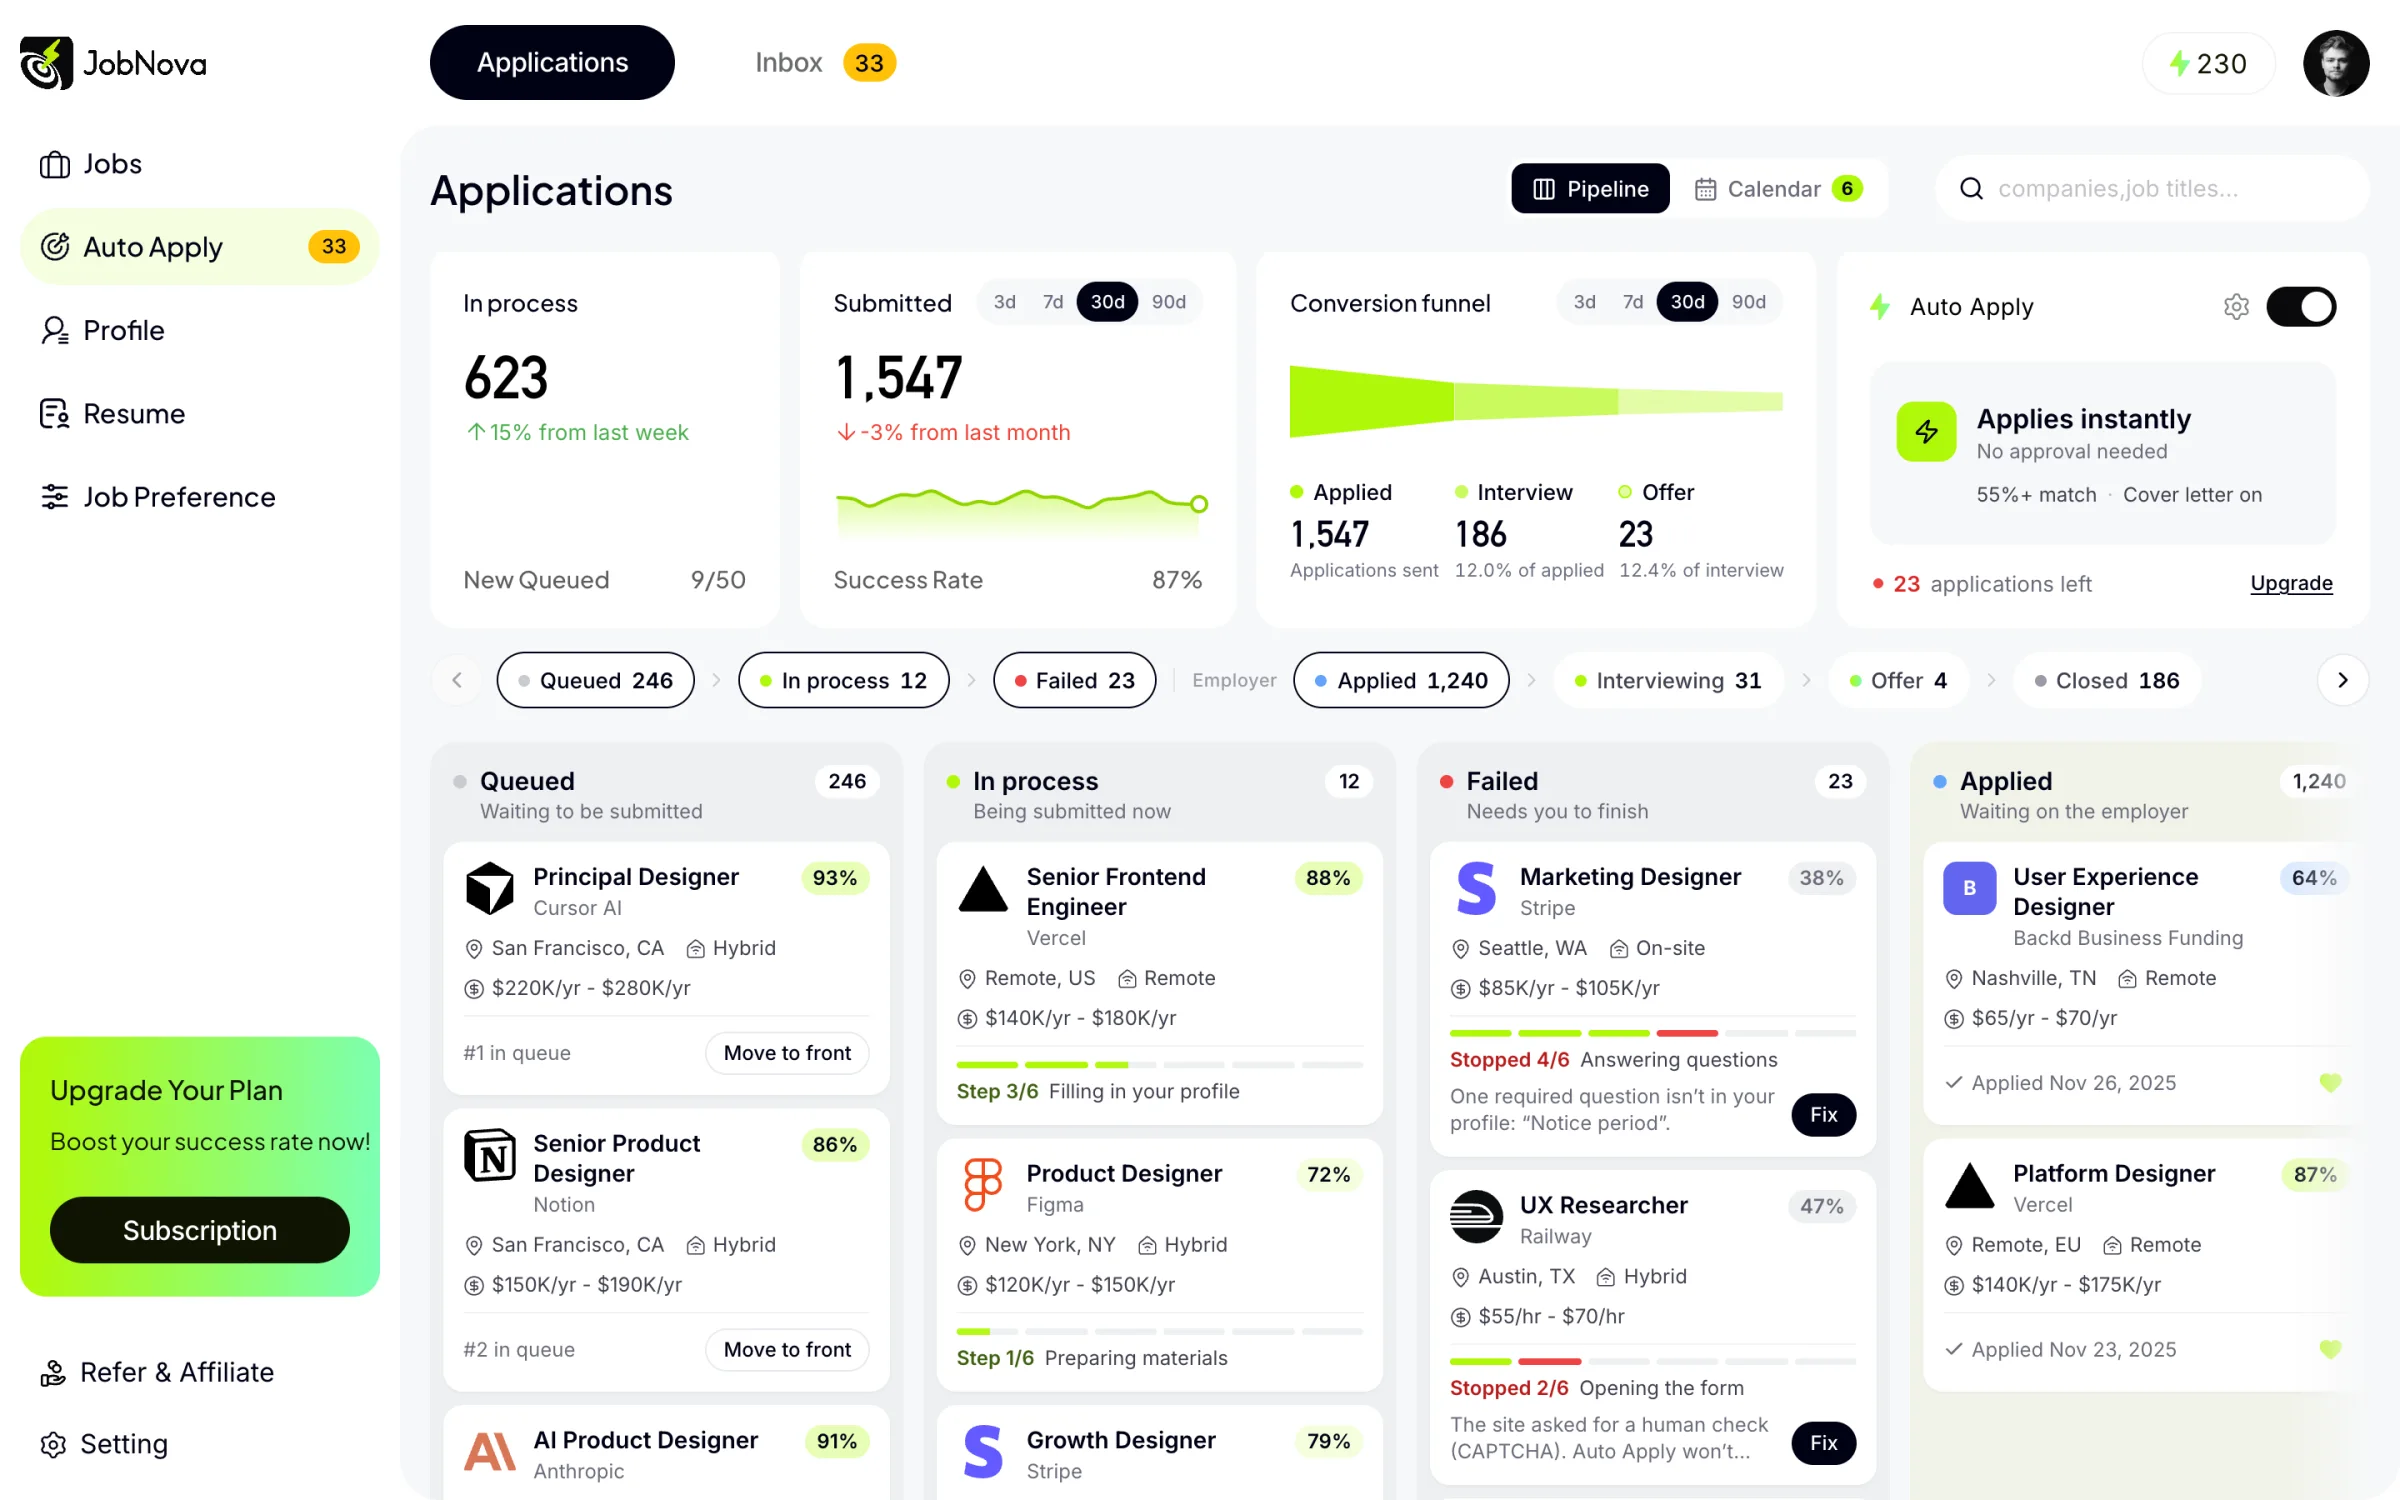 JobNova
Applications
Inbox 33
230
Jobs
Auto Apply 33
Profile
Resume
Job Preference
Upgrade Your Plan
Boost your success rate now!
Subscription
Refer & Affiliate
Setting
Applications
Pipeline
Calendar 6
companies,job titles...
In process
623
15% from last week
New Queued 9/50
Submitted
3d 7d 30d 90d
1,547
-3% from last month
Success Rate 87%
Conversion funnel
3d 7d 30d 90d
Applied Interview Offer
1,547 186 23
Applications sent 12.0% of applied 12.4% of interview
Auto Apply
Applies instantly
No approval needed
55%+ match · Cover letter on
23 applications left
Upgrade
Queued 246
In process 12
Failed 23
Employer
Applied 1,240
Interviewing 31
Offer 4
Closed 186
Queued 246
Waiting to be submitted
Principal Designer 93%
Cursor AI
San Francisco, CA Hybrid
$220K/yr - $280K/yr
#1 in queue Move to front
Senior Product
Designer
86%
Notion
San Francisco, CA Hybrid
$150K/yr - $190K/yr
#2 in queue Move to front
AI Product Designer 91%
Anthropic
In process 12
Being submitted now
Senior Frontend
Engineer
88%
Vercel
Remote, US Remote
$140K/yr - $180K/yr
Step 3/6 Filling in your profile
Product Designer 72%
Figma
New York, NY Hybrid
$120K/yr - $150K/yr
Step 1/6 Preparing materials
Growth Designer 79%
Stripe
Failed 23
Needs you to finish
Marketing Designer 38%
Stripe
Seattle, WA On-site
$85K/yr - $105K/yr
Stopped 4/6 Answering questions
One required question isn’t in your
profile: “Notice period”.
Fix
UX Researcher 47%
Railway
Austin, TX Hybrid
$55/hr - $70/hr
Stopped 2/6 Opening the form
The site asked for a human check
(CAPTCHA). Auto Apply won’t...
Fix
Applied 1,240
Waiting on the employer
B
User Experience
Designer
64%
Backd Business Funding
Nashville, TN Remote
$65/yr - $70/yr
Applied Nov 26, 2025
Platform Designer 87%
Vercel
Remote, EU Remote
$140K/yr - $175K/yr
Applied Nov 23, 2025